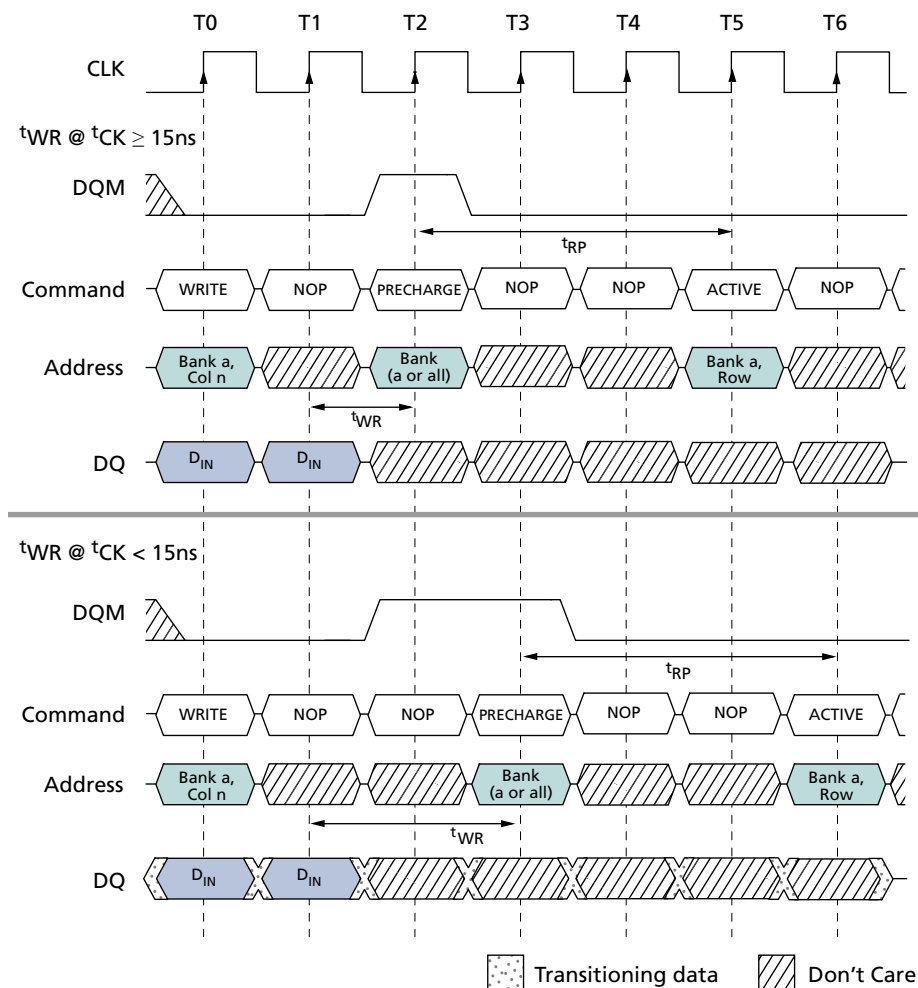 T0 T1 T2 T3 T4 T5 T6
CLK
tWR @ tCK ≥ 15ns
DQM
tRP
Command WRITE NOP PRECHARGE NOP NOP ACTIVE NOP
Address Bank a, Bank Bank a,
Col n (a or all) Row
tWR
DQ DIN DIN
tWR @ tCK < 15ns
DQM
tRP
Command WRITE NOP NOP PRECHARGE NOP NOP ACTIVE
Address Bank a, Bank Bank a,
Col n (a or all) Row
tWR
DQ DIN DIN
Transitioning data Don't Care